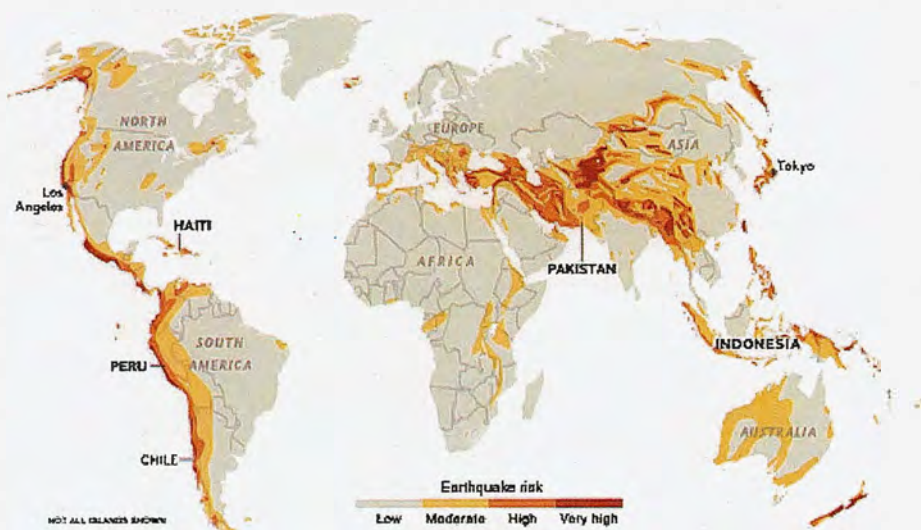 NORTH
AMERICA
EUROPE
ASIA
Los
Angeles
Tokyo
HAITI
AFRICA
PAKISTAN
SOUTH
AMERICA
PERU
INDONESIA
AUSTRALIA
CHILE
Earthquake risk
Low Moderate High Very high
NOT ALL ISLANDS SHOWN